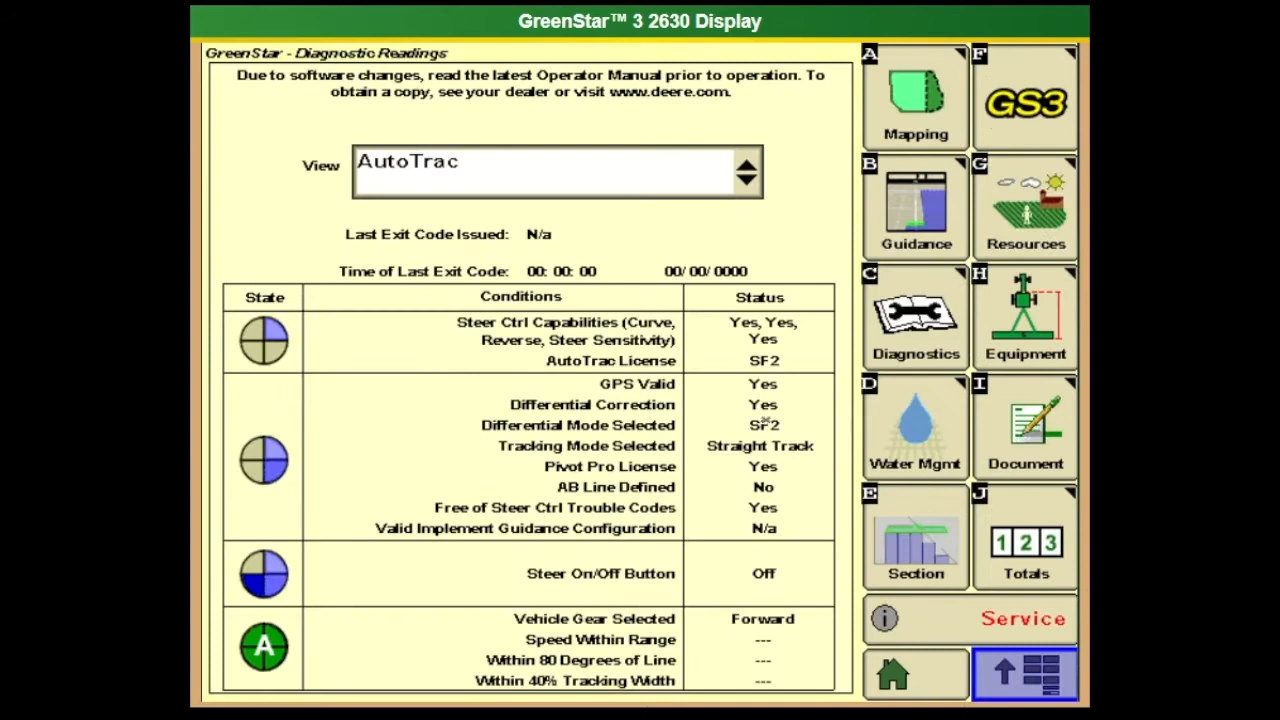 GreenStar™ 3 2630 Display
GreenStar - Diagnostic Readings
Due to software changes, read the latest Operator Manual prior to operation. To
obtain a copy, see your dealer or visit www.deere.com.
View
AutoTrac
Last Exit Code Issued: N/a
Time of Last Exit Code: 00: 00: 00 00/ 00/ 0000
State Conditions Status
Steer Ctrl Capabilities (Curve, Yes, Yes,
Reverse, Steer Sensitivity) Yes
AutoTrac License SF2
GPS Valid Yes
Differential Correction Yes
Differential Mode Selected SF2
Tracking Mode Selected Straight Track
Pivot Pro License Yes
AB Line Defined No
Free of Steer Ctrl Trouble Codes Yes
Valid Implement Guidance Configuration N/a
Steer On/Off Button Off
A
Vehicle Gear Selected Forward
Speed Within Range ---
Within 80 Degrees of Line ---
Within 40% Tracking Width ---
A
Mapping
F
GS3
B
Guidance
G
Resources
C
Diagnostics
H
Equipment
D
Water Mgmt
I
Document
E
Section
J
1 2 3
Totals
i
Service